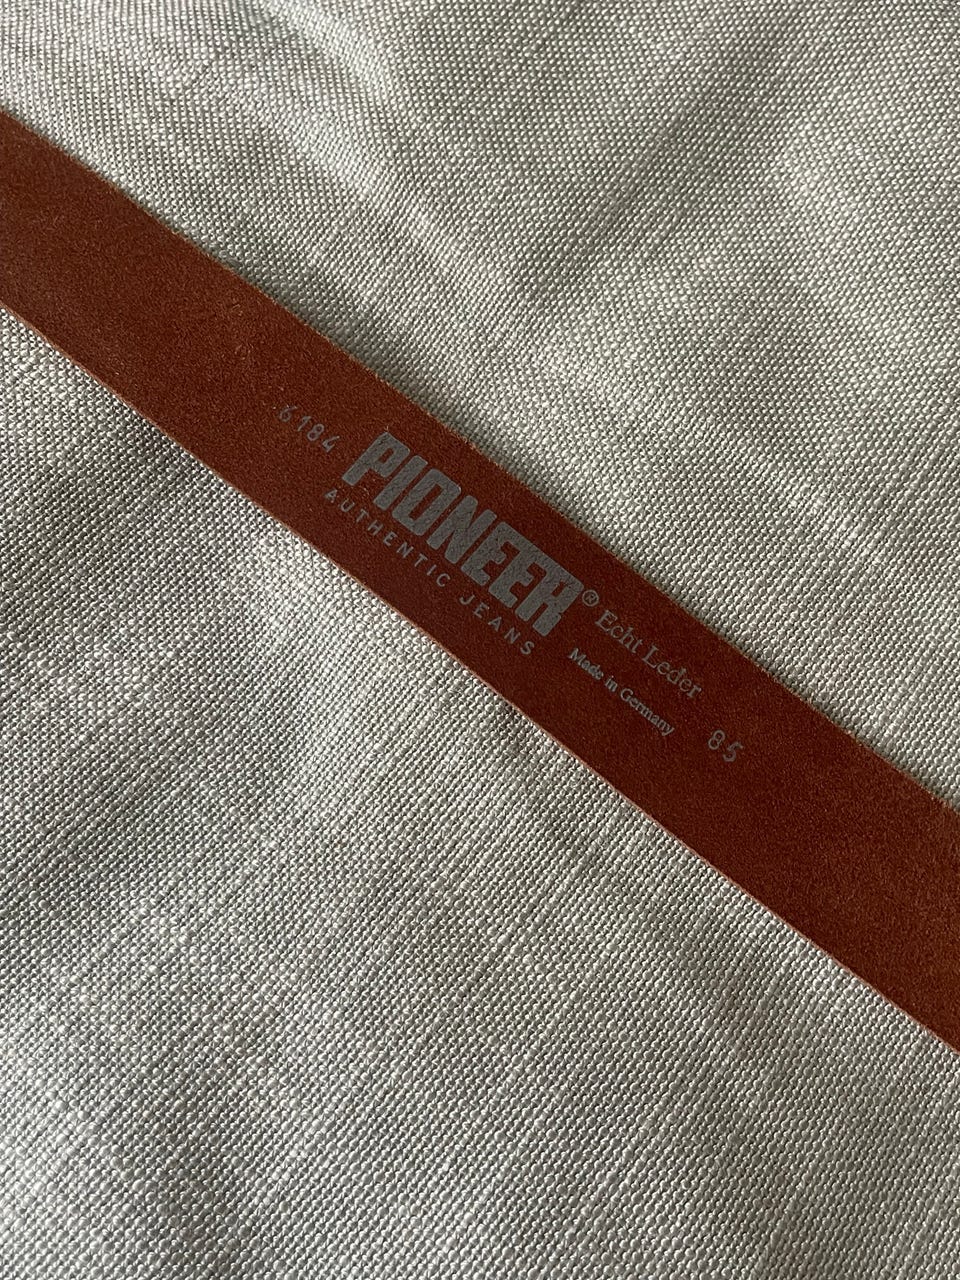 6184
PIONEER®
AUTHENTIC JEANS
Echt Leder
Made in Germany
85